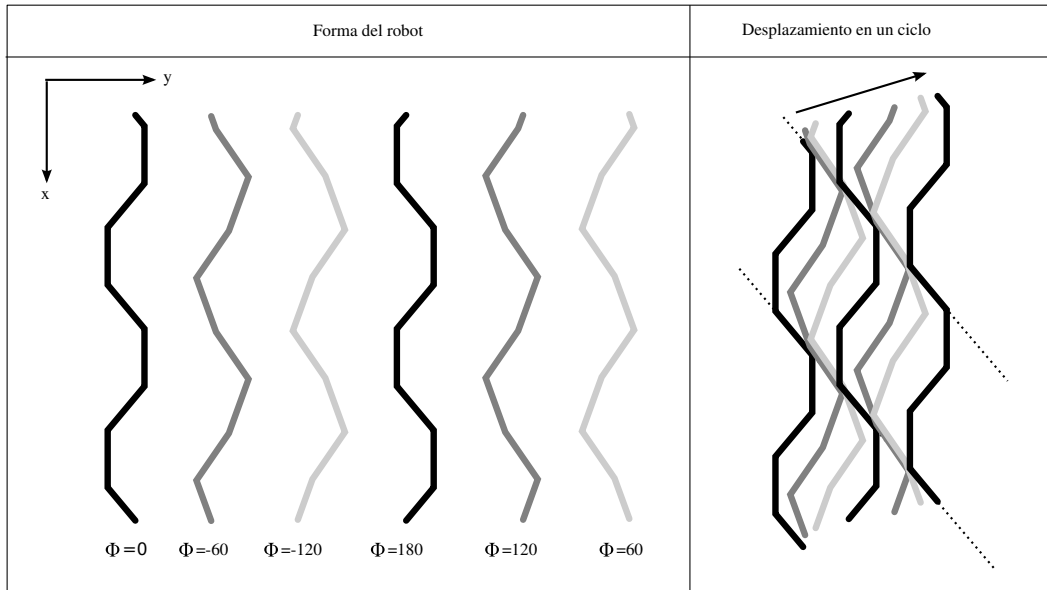 Forma del robot
Desplazamiento en un ciclo
y
x
Φ=0
Φ=-60
Φ=-120
Φ=180
Φ=120
Φ=60